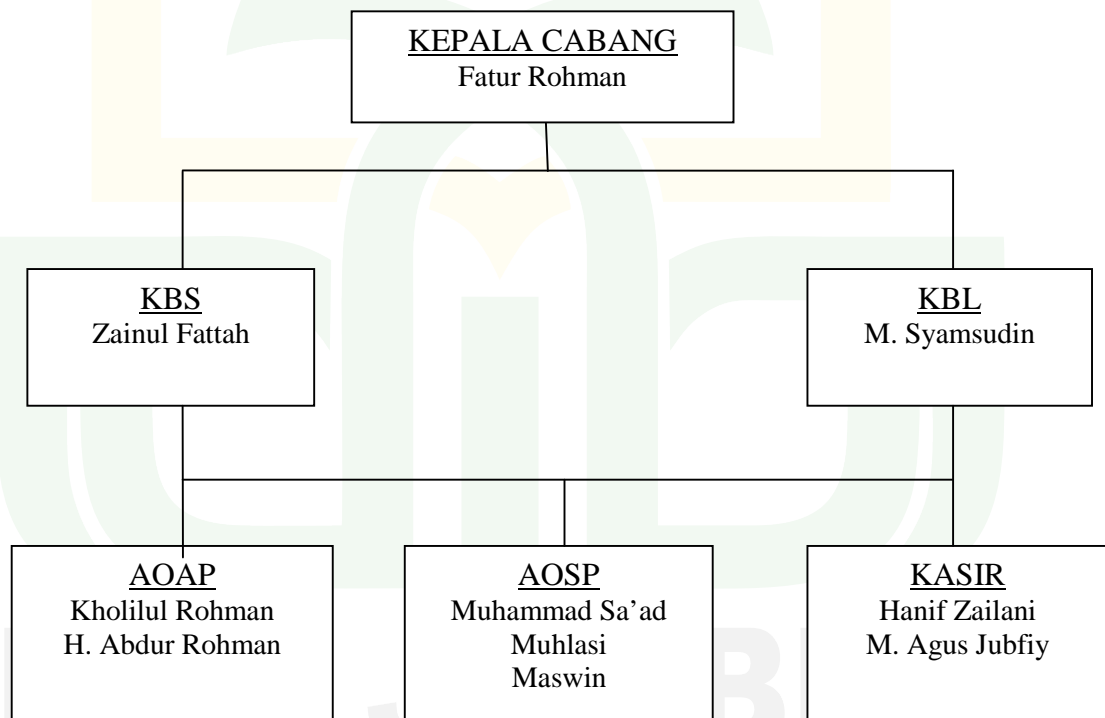 KEPALA CABANG
Fatur Rohman
KBS
Zainul Fattah
KBL
M. Syamsudin
AOAP
Kholilul Rohman
H. Abdur Rohman
AOSP
Muhammad Sa’ad
Muhlasi
Maswin
KASIR
Hanif Zailani
M. Agus Jubfiy